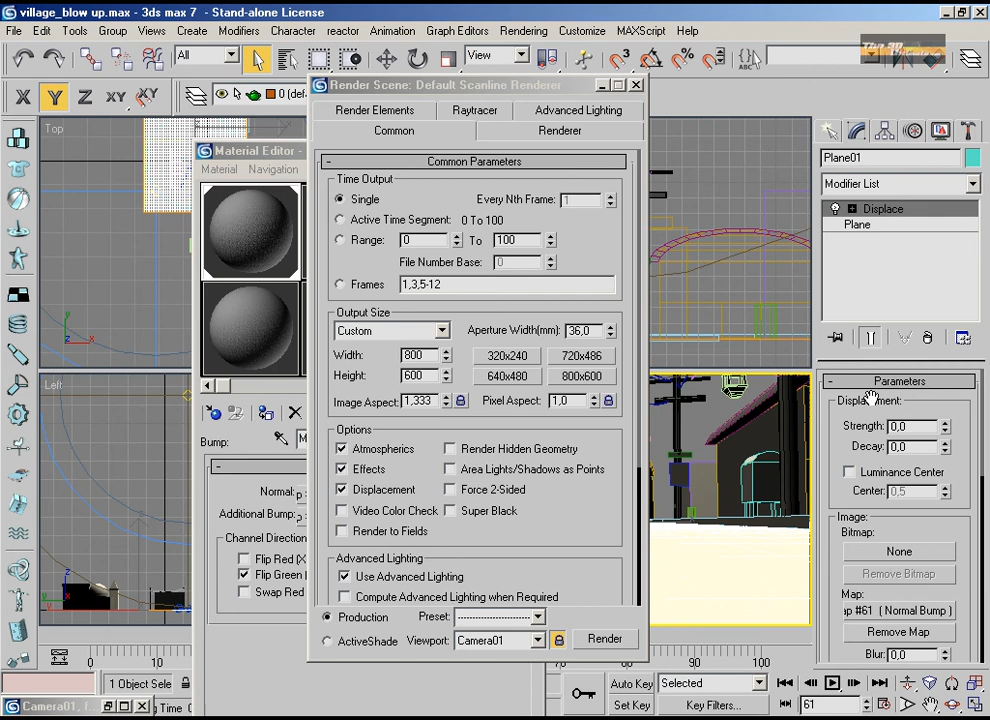 village_blow up.max - 3ds max 7 - Stand-alone License
File Edit Tools Group Views Create Modifiers Character reactor Animation Graph Editors Rendering Customize MAXScript Help
All
View
X Y Z XY XY
0 (def
Top
Left
Material Editor -
Material Navigation
Bump:
M
Normal:
Additional Bump:
Channel Direction
Flip Red (X
Flip Green (
Swap Red
Render Scene: Default Scanline Renderer
Render Elements Raytracer Advanced Lighting
Common Renderer
- Common Parameters
Time Output
Single Every Nth Frame: 1
Active Time Segment: 0 To 100
Range: 0 To 100
File Number Base: 0
Frames 1,3,5-12
Output Size
Custom Aperture Width(mm): 36,0
Width: 800 320x240 720x486
Height: 600 640x480 800x600
Image Aspect: 1,333 Pixel Aspect: 1,0
Options
Atmospherics Render Hidden Geometry
Effects Area Lights/Shadows as Points
Displacement Force 2-Sided
Video Color Check Super Black
Render to Fields
Advanced Lighting
Use Advanced Lighting
Compute Advanced Lighting when Required
Production Preset: --------------------
ActiveShade Viewport: Camera01 Render
Plane01
Modifier List
Displace
Plane
- Parameters
Displacement:
Strength: 0,0
Decay: 0,0
Luminance Center
Center: 0,5
Image:
Bitmap:
None
Remove Bitmap
Map:
ap #61 ( Normal Bump )
Remove Map
Blur: 0,0
0 10 70 80 90 100
1 Object Sele
Auto Key Selected
Set Key Key Filters...
61
Camera01, f
g Time 0